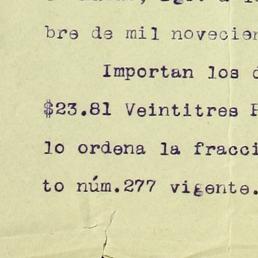 bre de mil novecien
Importan los d
$23.81 Veintitres P
lo ordena la fracci
to núm.277 vigente.